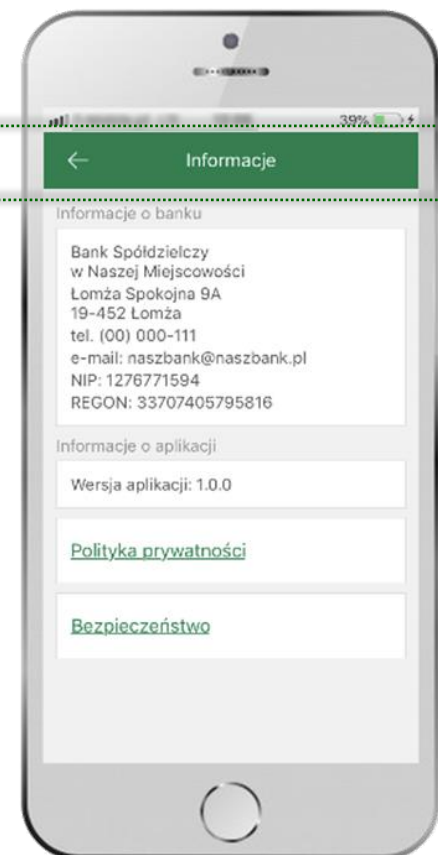 39%
Informacje
Informacje o banku
Bank Spółdzielczy
w Naszej Miejscowości
Łomża Spokojna 9A
19-452 Łomża
tel. (00) 000-111
e-mail: naszbank@naszbank.pl
NIP: 1276771594
REGON: 33707405795816
Informacje o aplikacji
Wersja aplikacji: 1.0.0
Polityka prywatności
Bezpieczeństwo